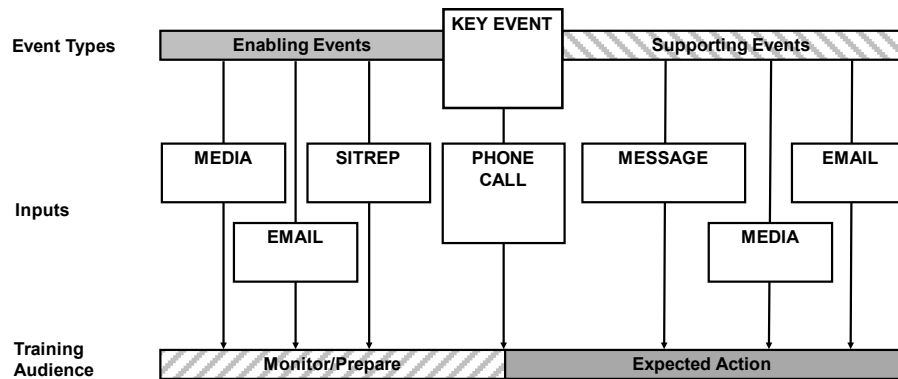 KEY EVENT
Event Types
Enabling Events
Supporting Events
MEDIA
SITREP
PHONE
CALL
MESSAGE
EMAIL
Inputs
EMAIL
MEDIA
Training
Audience
Monitor/Prepare
Expected Action